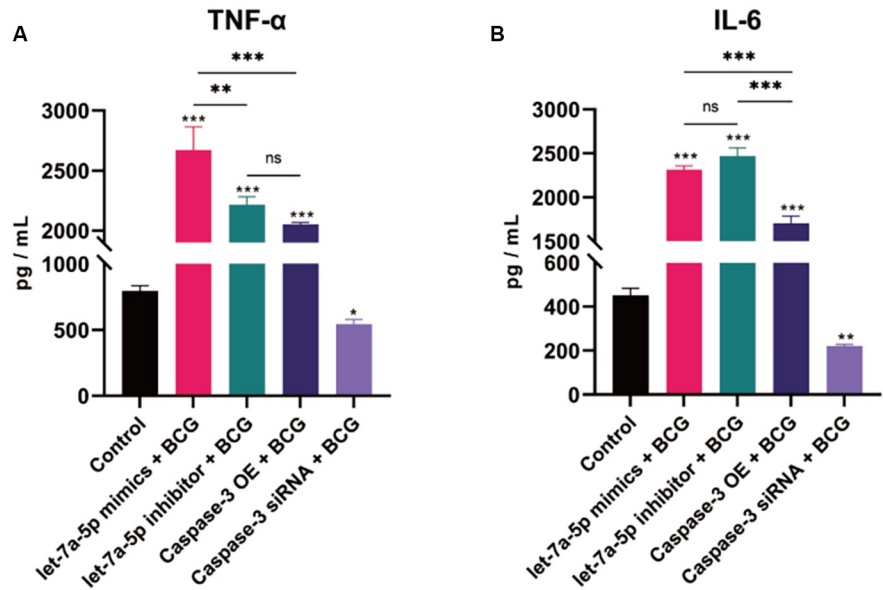 A
TNF-α
***
**
***
ns
***
***
*
pg / mL
3000
2500
2000
1000
500
0
Control
let-7a-5p mimics + BCG
let-7a-5p inhibitor + BCG
Caspase-3 OE + BCG
Caspase-3 siRNA + BCG
B
IL-6
***
***
ns
***
***
***
**
pg / mL
3000
2500
2000
1500
600
400
200
0
Control
let-7a-5p mimics + BCG
let-7a-5p inhibitor + BCG
Caspase-3 OE + BCG
Caspase-3 siRNA + BCG